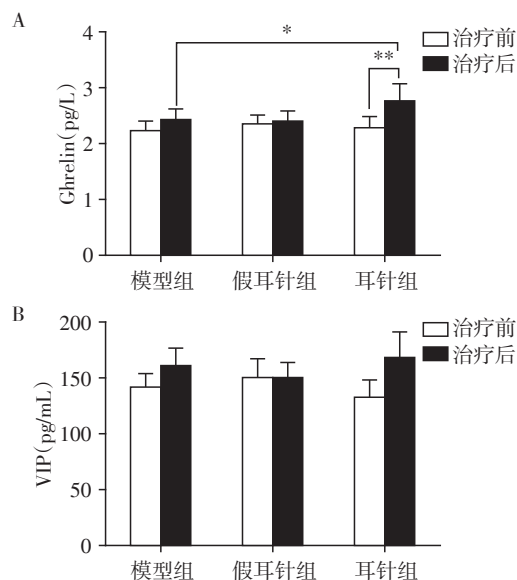 A
*
**
治疗前
治疗后
Ghrelin(pg/L)
4
3
2
1
0
模型组 假耳针组 耳针组
B
治疗前
治疗后
VIP(pg/mL)
200
150
100
50
0
模型组 假耳针组 耳针组